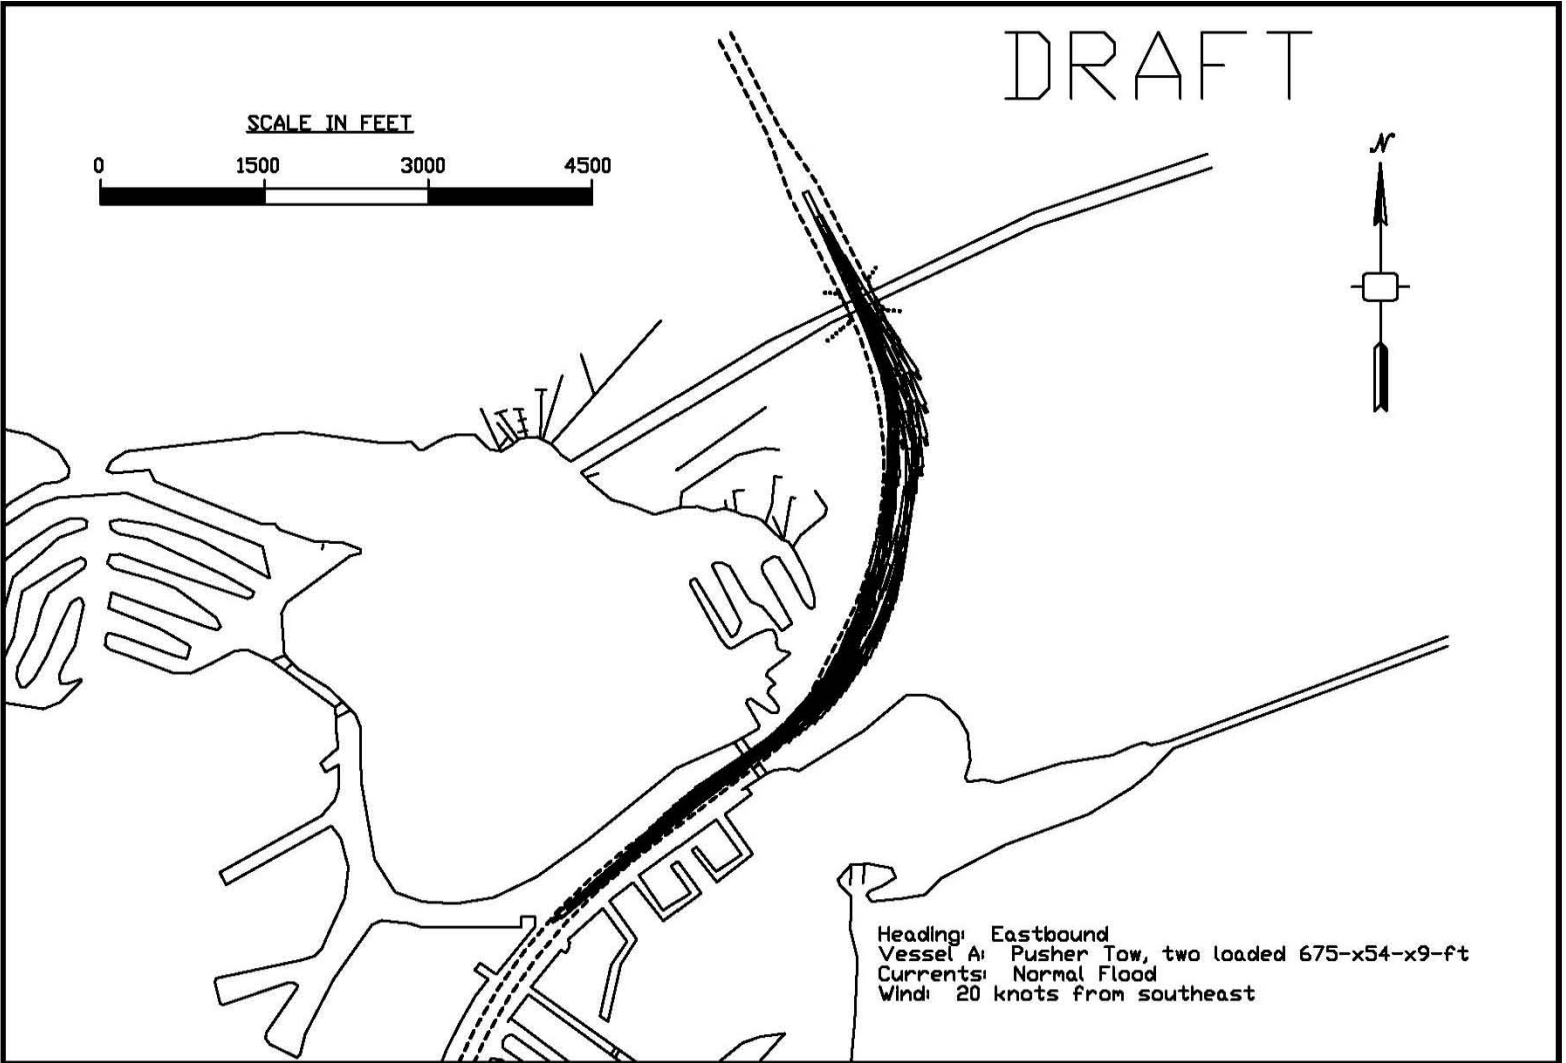 DRAFT
SCALE IN FEET
0 1500 3000 4500
N
Heading: Eastbound
Vessel A: Pusher Tow, two loaded 675-x54-x9-ft
Currents: Normal Flood
Wind: 20 knots from southeast